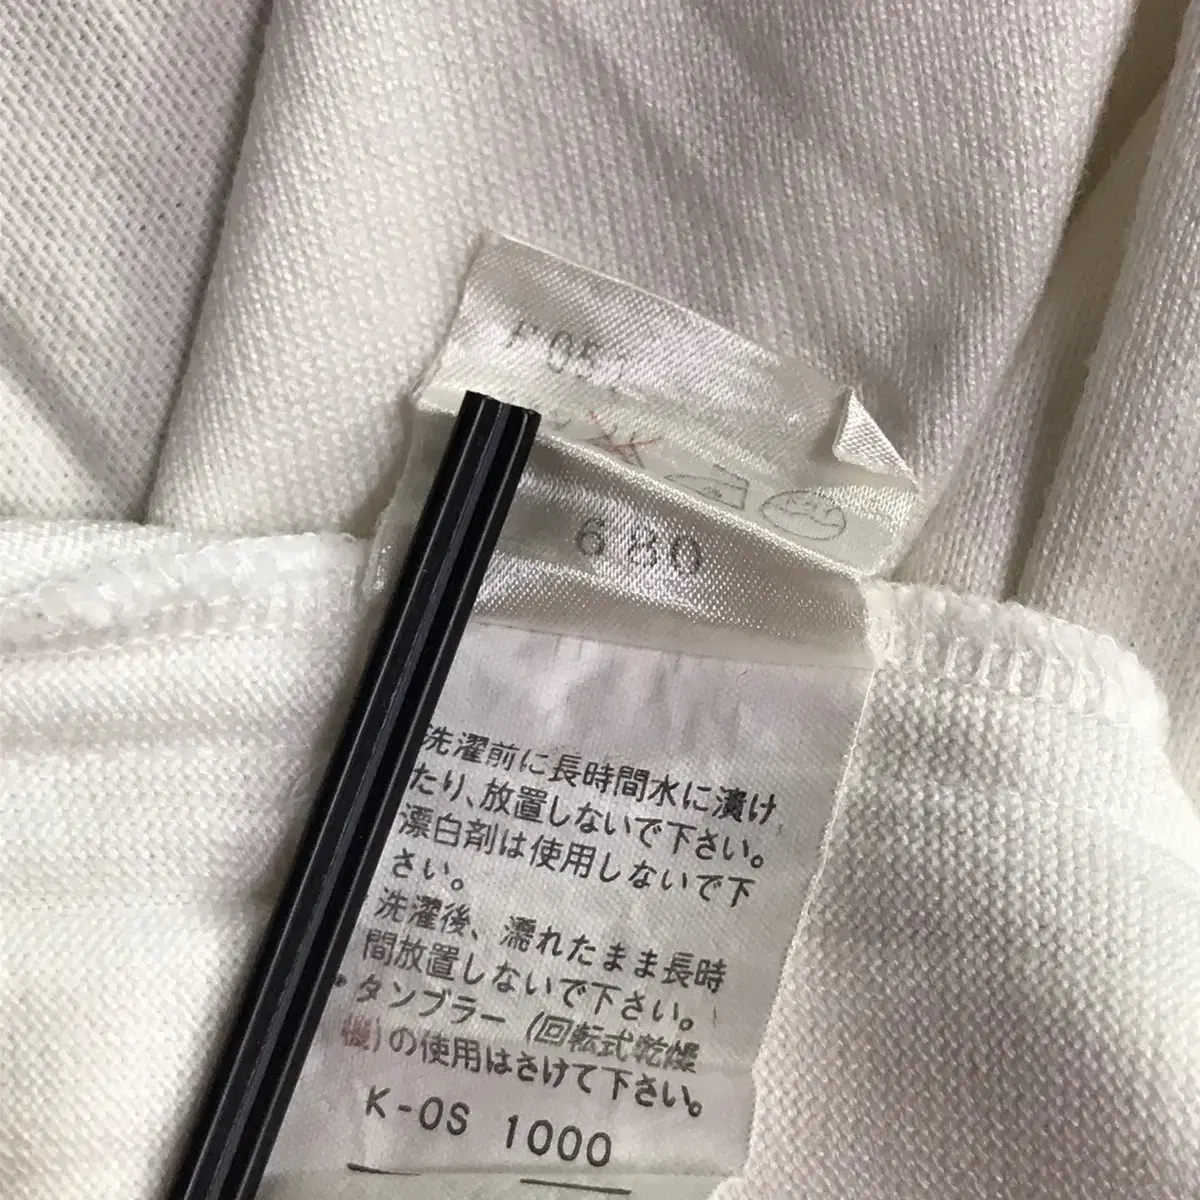 680
洗濯前に長時間水に漬け
たり、放置しないで下さい。
漂白剤は使用しないで下
さい。
洗濯後、濡れたまま長時
間放置しないで下さい。
・タンブラー(回転式乾燥
機)の使用はさけて下さい。
K-OS 1000